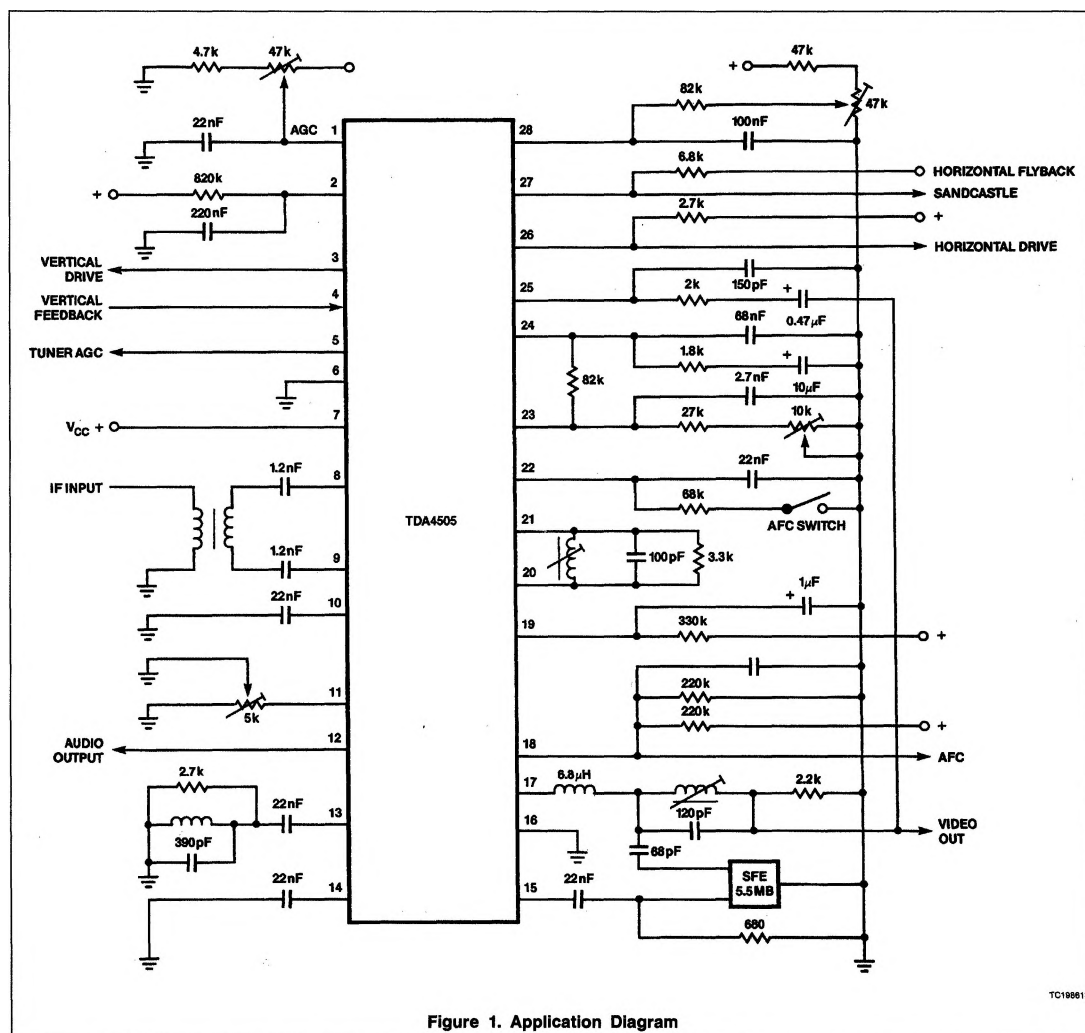 4.7k
47k
22nF
AGC
1
820k
+
2
220nF
VERTICAL
DRIVE
3
VERTICAL
FEEDBACK
4
TUNER AGC
5
6
VCC +
7
IF INPUT
1.2nF
8
1.2nF
9
22nF
10
11
5k
AUDIO
OUTPUT
12
2.7k
22nF
13
390pF
22nF
14
TDA4505
+
47k
82k
47k
28
100nF
6.8k
HORIZONTAL FLYBACK
27
SANDCASTLE
2.7k
+
26
HORIZONTAL DRIVE
25
150pF
2k
+
0.47μF
24
68nF
1.8k
+
10μF
82k
2.7nF
23
27k
10k
22
22nF
68k
AFC SWITCH
21
100pF
3.3k
20
+
1μF
19
330k
+
220k
220k
+
18
AFC
17
6.8μH
120pF
2.2k
16
VIDEO
OUT
68pF
SFE
5.5MB
15
22nF
680
TC19861
Figure 1. Application Diagram